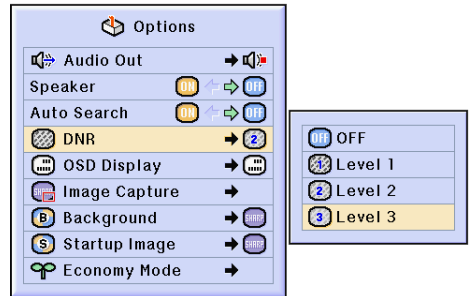 Options
Audio Out
Speaker ON OFF
Auto Search ON OFF
DNR 2
OSD Display
SHARP Image Capture
B Background SHARP
S Startup Image SHARP
Economy Mode
OFF OFF
1 Level 1
2 Level 2
3 Level 3